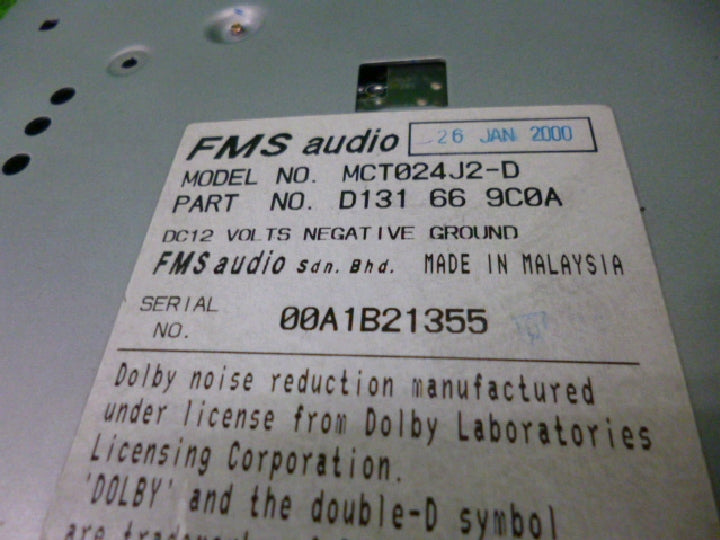 FMS audio 26 JAN 2000
MODEL NO. MCT024J2-D
PART NO. D131 66 9C0A
DC12 VOLTS NEGATIVE GROUND
FMS audio Sdn. Bhd. MADE IN MALAYSIA
SERIAL NO. 00A1B21355
Dolby noise reduction manufactured
under license from Dolby Laboratories
Licensing Corporation.
'DOLBY' and the double-D symbol
are